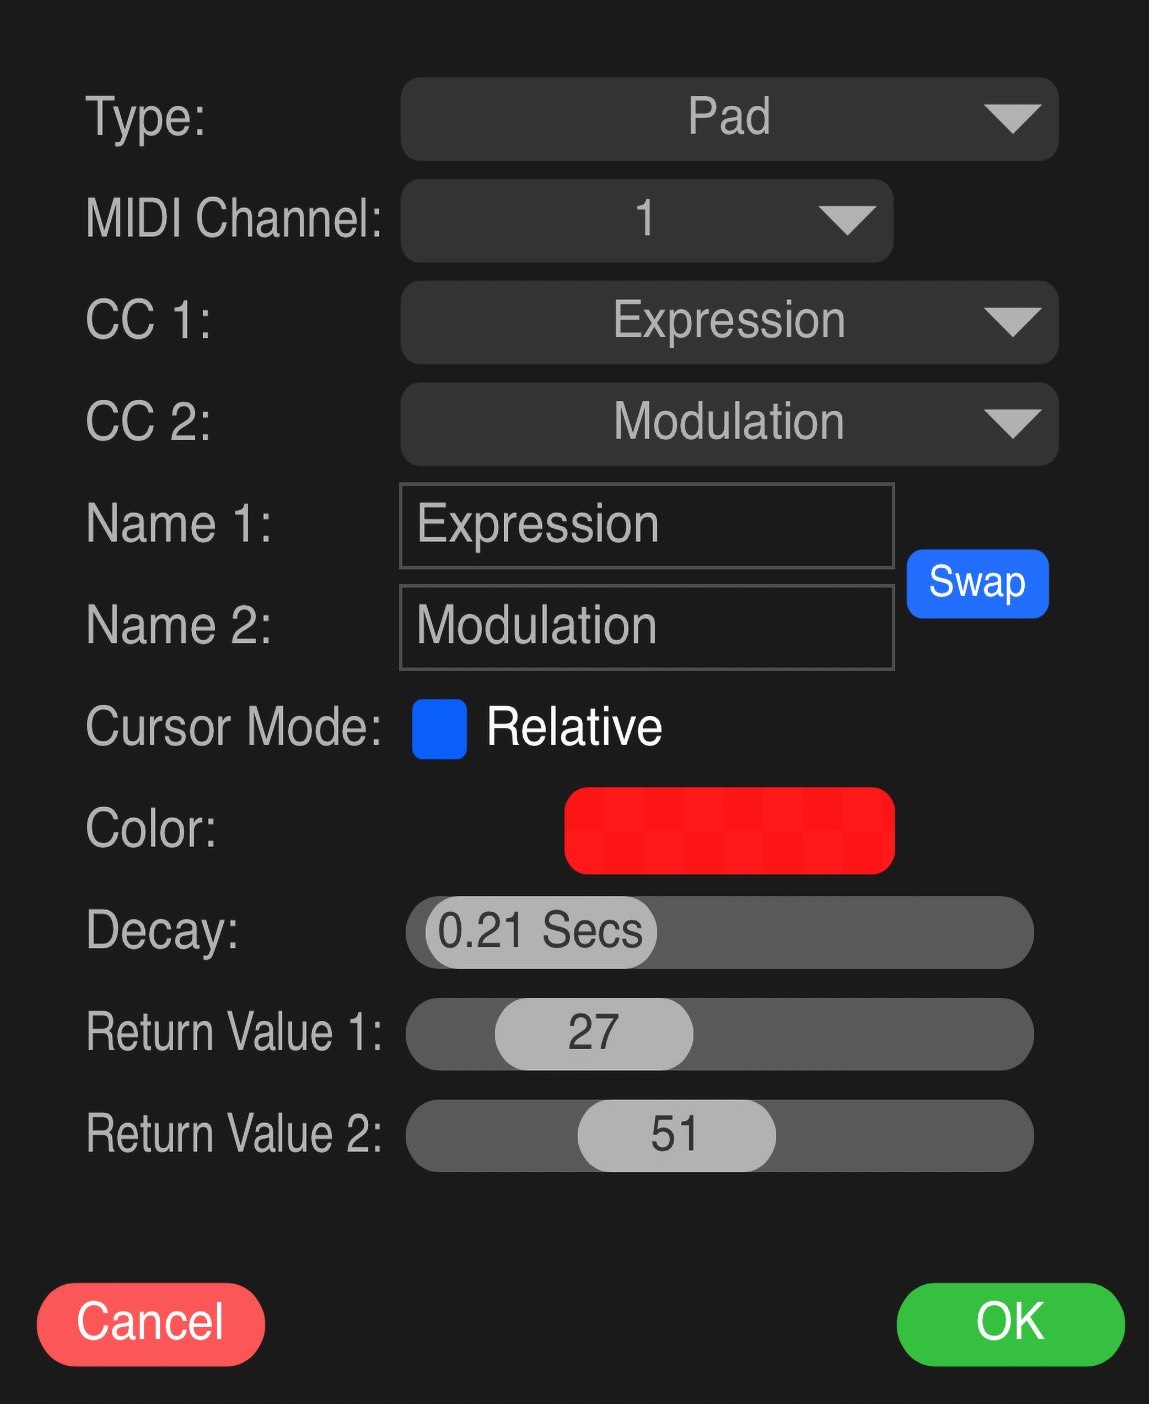 Type: Pad
MIDI Channel: 1
CC 1: Expression
CC 2: Modulation
Name 1: Expression
Swap
Name 2: Modulation
Cursor Mode: Relative
Color:
Decay: 0.21 Secs
Return Value 1: 27
Return Value 2: 51
Cancel OK